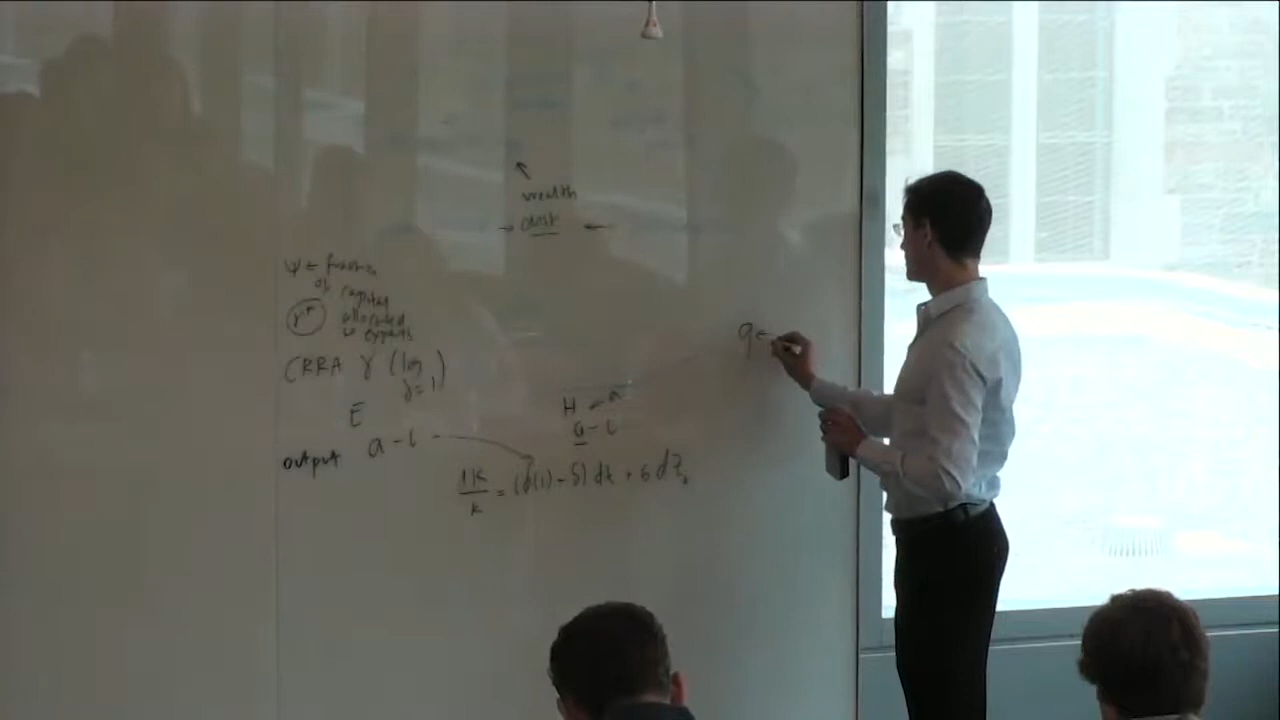 wealth
→ dist ←
ψ ← fraction
of capital
allocated
to experts
r*
CRRA γ (log
γ=1)
E
H ← a
a - ι
output a - ι
dK/K = (Φ(ι) - δ) dt + σ dZ
q ←